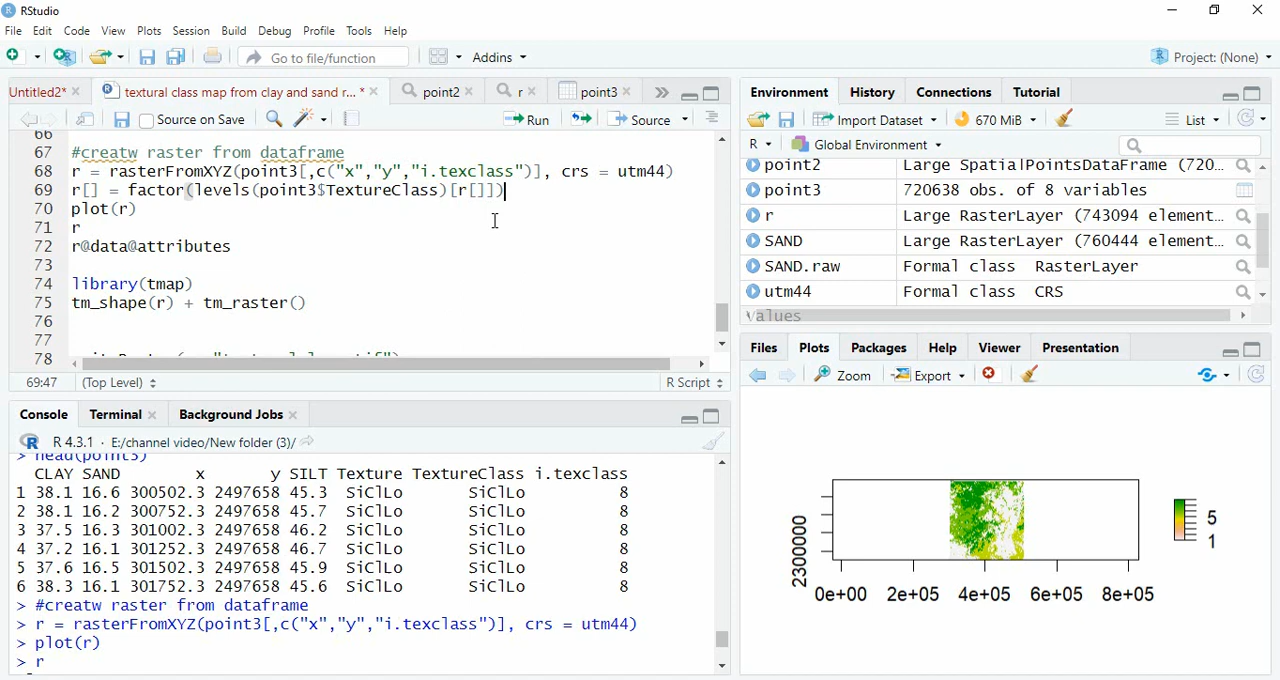 RStudio
File Edit Code View Plots Session Build Debug Profile Tools Help
Go to file/function Addins Project: (None)
Untitled2* textural class map from clay and sand r... * point2 r point3
Source on Save Run Source
66
67 #creatw raster from dataframe
68 r = rasterFromXYZ(point3[,c("x","y","i.texclass")], crs = utm44)
69 r[] = factor(levels(point3$TextureClass)[r[]])
70 plot(r)
71 r
72 r@data@attributes
73
74 library(tmap)
75 tm_shape(r) + tm_raster()
76
77
78
69:47 (Top Level) R Script
Console Terminal Background Jobs
R 4.3.1 · E:/channel video/New folder (3)/
> head(point3)
CLAY SAND x y SILT Texture TextureClass i.texclass
1 38.1 16.6 300502.3 2497658 45.3 SiClLo SiClLo 8
2 38.1 16.2 300752.3 2497658 45.7 SiClLo SiClLo 8
3 37.5 16.3 301002.3 2497658 46.2 SiClLo SiClLo 8
4 37.2 16.1 301252.3 2497658 46.7 SiClLo SiClLo 8
5 37.6 16.5 301502.3 2497658 45.9 SiClLo SiClLo 8
6 38.3 16.1 301752.3 2497658 45.6 SiClLo SiClLo 8
> #creatw raster from dataframe
> r = rasterFromXYZ(point3[,c("x","y","i.texclass")], crs = utm44)
> plot(r)
> r
Environment History Connections Tutorial
Import Dataset 670 MiB List
R Global Environment
point2 Large SpatialPointsDataFrame (720...
point3 720638 obs. of 8 variables
r Large RasterLayer (743094 element...
SAND Large RasterLayer (760444 element...
SAND.raw Formal class RasterLayer
utm44 Formal class CRS
Values
Files Plots Packages Help Viewer Presentation
Zoom Export
2300000
5
1
0e+00 2e+05 4e+05 6e+05 8e+05